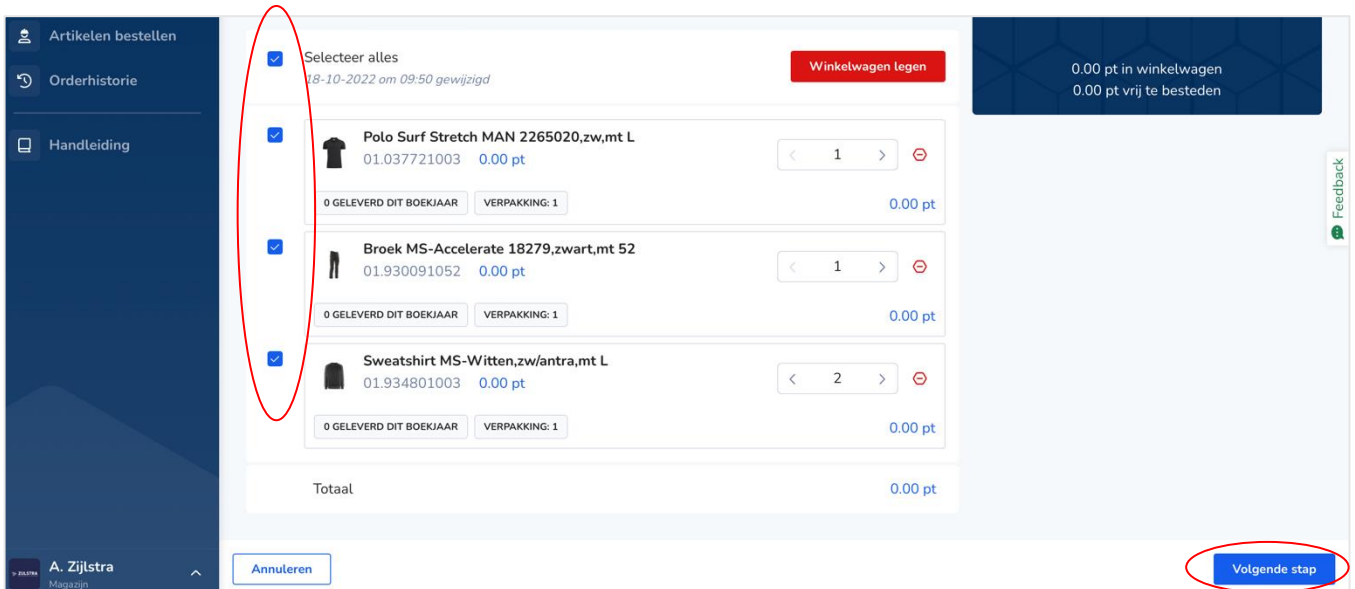 Artikelen bestellen
Orderhistorie
Handleiding
Selecteer alles
18-10-2022 om 09:50 gewijzigd
Winkelwagen legen
0.00 pt in winkelwagen
0.00 pt vrij te besteden
Polo Surf Stretch MAN 2265020,zw,mt L
01.037721003 0.00 pt
1
0 GELEVERD DIT BOEKJAAR VERPAKKING: 1 0.00 pt
Broek MS-Accelerate 18279,zwart,mt 52
01.930091052 0.00 pt
1
0 GELEVERD DIT BOEKJAAR VERPAKKING: 1 0.00 pt
Sweatshirt MS-Witten,zw/antra,mt L
01.934801003 0.00 pt
2
0 GELEVERD DIT BOEKJAAR VERPAKKING: 1 0.00 pt
Totaal 0.00 pt
Feedback
ZIJLSTRA
A. Zijlstra
Magazijn
Annuleren
Volgende stap